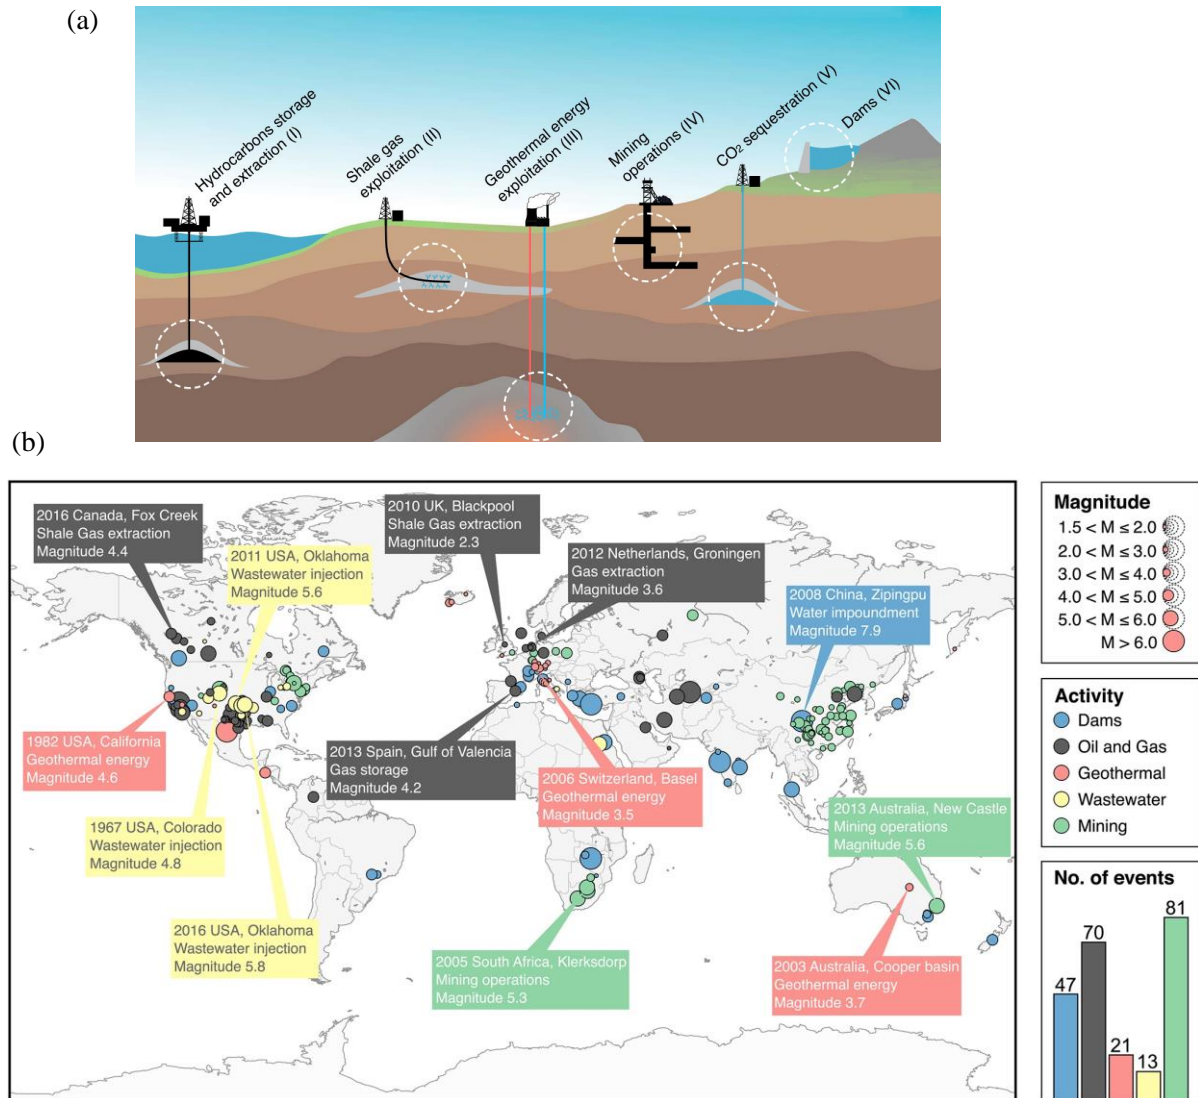 (a)
Hydrocarbons storage
and extraction (I)
Shale gas
exploitation (II)
Geothermal energy
exploitation (III)
Mining
operations (IV)
CO₂ sequestration (V)
Dams (VI)
(b)
2016 Canada, Fox Creek
Shale Gas extraction
Magnitude 4.4
2011 USA, Oklahoma
Wastewater injection
Magnitude 5.6
2010 UK, Blackpool
Shale Gas extraction
Magnitude 2.3
2012 Netherlands, Groningen
Gas extraction
Magnitude 3.6
2008 China, Zipingpu
Water impoundment
Magnitude 7.9
1982 USA, California
Geothermal energy
Magnitude 4.6
2013 Spain, Gulf of Valencia
Gas storage
Magnitude 4.2
2006 Switzerland, Basel
Geothermal energy
Magnitude 3.5
2013 Australia, New Castle
Mining operations
Magnitude 5.6
1967 USA, Colorado
Wastewater injection
Magnitude 4.8
2016 USA, Oklahoma
Wastewater injection
Magnitude 5.8
2005 South Africa, Klerksdorp
Mining operations
Magnitude 5.3
2003 Australia, Cooper basin
Geothermal energy
Magnitude 3.7
Magnitude
1.5 < M ≤ 2.0
2.0 < M ≤ 3.0
3.0 < M ≤ 4.0
4.0 < M ≤ 5.0
5.0 < M ≤ 6.0
M > 6.0
Activity
Dams
Oil and Gas
Geothermal
Wastewater
Mining
No. of events
47
70
21
13
81